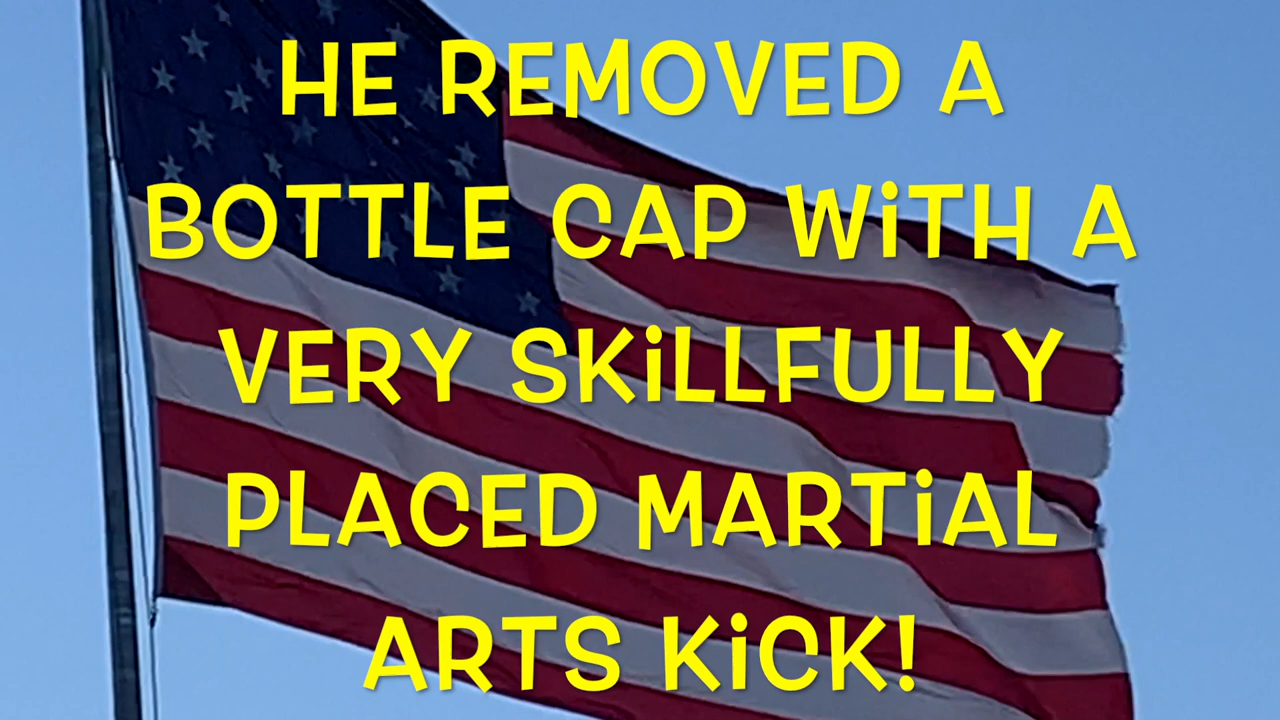 HE REMOVED A
BOTTLE CAP WiTH A
VERY SKiLLFULLY
PLACED MARTiAL
ARTS KiCK!